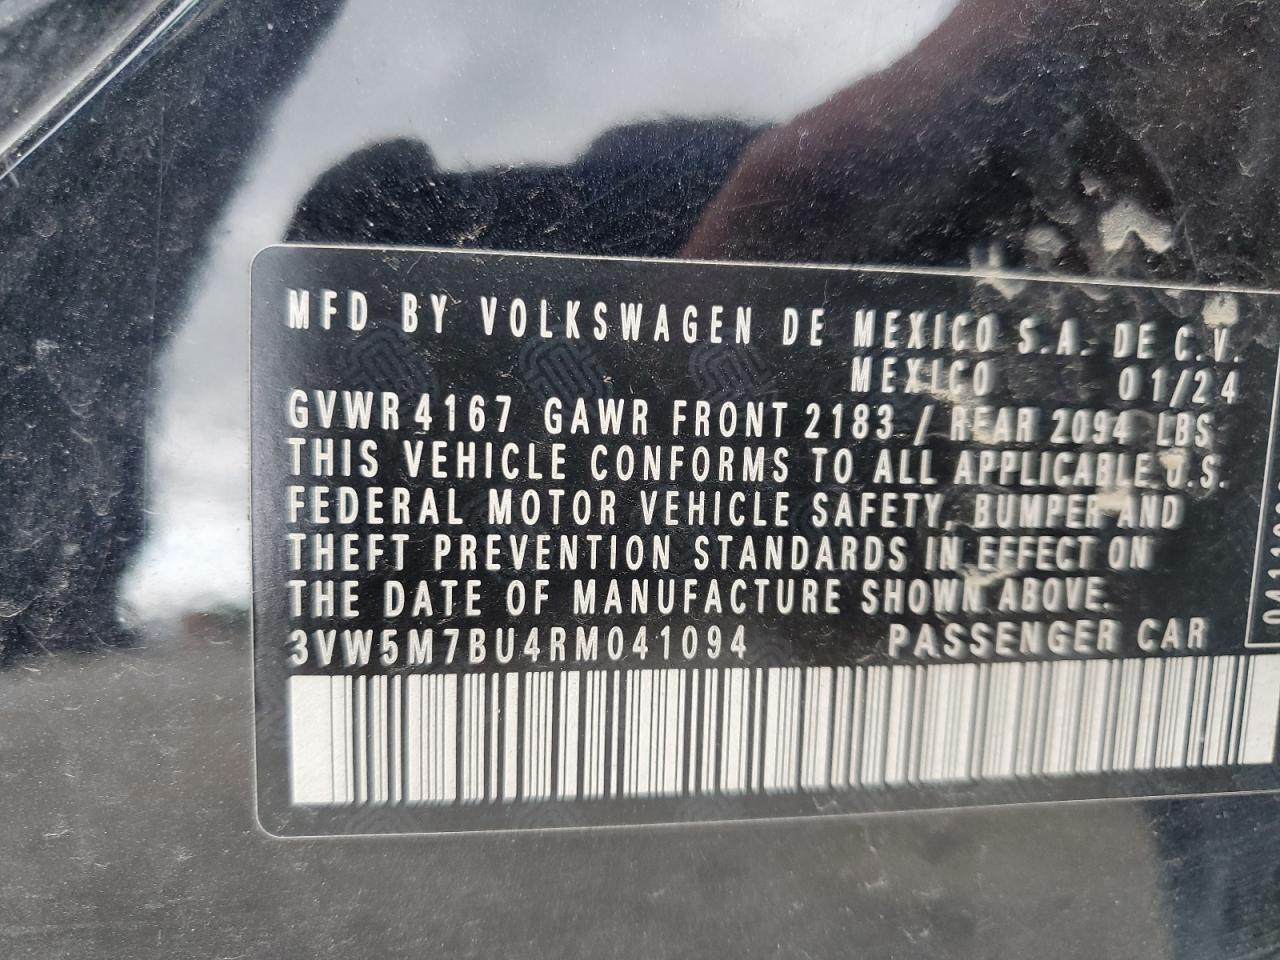 MFD BY VOLKSWAGEN DE MEXICO S.A. DE C.V.
MEXICO 01/24
GVWR 4167 GAWR FRONT 2183 / REAR 2094 LBS
THIS VEHICLE CONFORMS TO ALL APPLICABLE U.S.
FEDERAL MOTOR VEHICLE SAFETY, BUMPER AND
THEFT PREVENTION STANDARDS IN EFFECT ON
THE DATE OF MANUFACTURE SHOWN ABOVE.
3VW5M7BU4RM041094 PASSENGER CAR